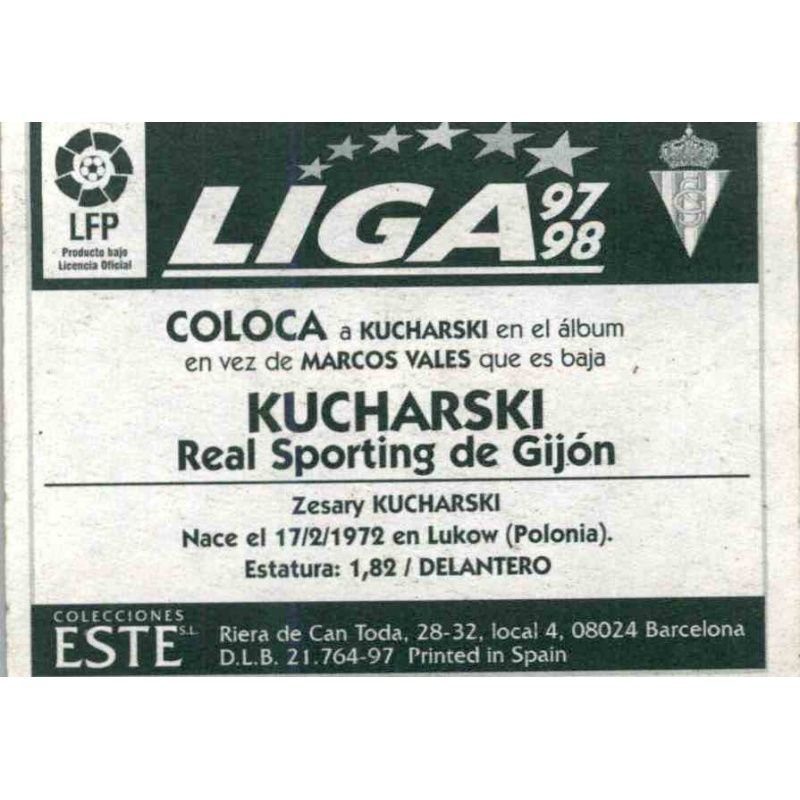 LFP
Producto bajo
Licencia Oficial
LIGA 97
98
COLOCA a KUCHARSKI en el álbum
en vez de MARCOS VALES que es baja
KUCHARSKI
Real Sporting de Gijón
Zesary KUCHARSKI
Nace el 17/2/1972 en Lukow (Polonia).
Estatura: 1,82 / DELANTERO
COLECCIONES
ESTE S.L.
Riera de Can Toda, 28-32, local 4, 08024 Barcelona
D.L.B. 21.764-97 Printed in Spain